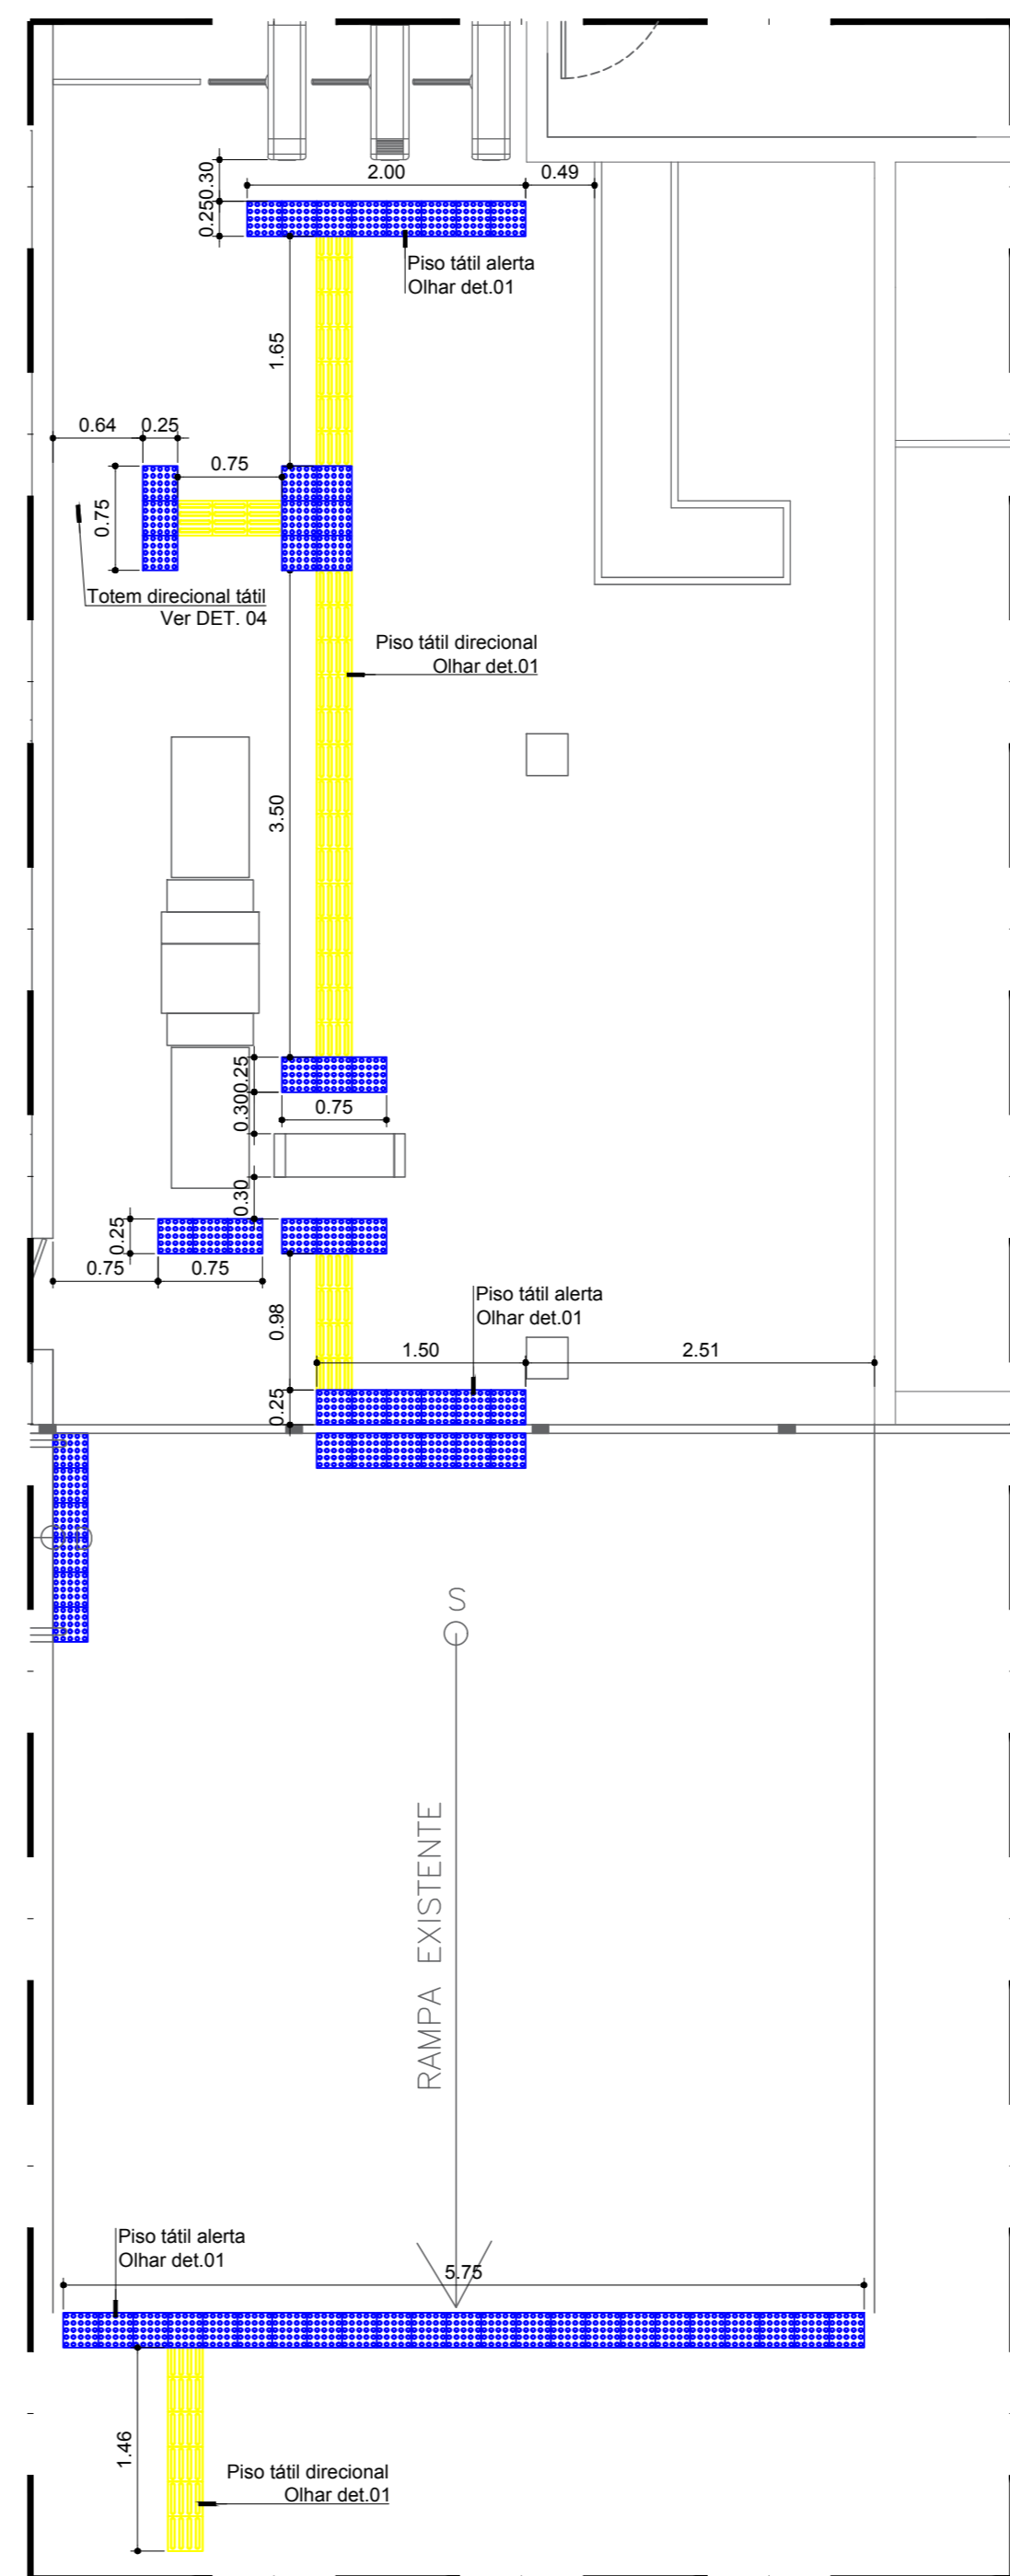 0.30
2.00
0.49
0.25
Piso tátil alerta
Olhar det.01
1.65
0.64
0.25
0.75
0.75
Totem direcional tátil
Ver DET. 04
Piso tátil direcional
Olhar det.01
3.50
0.25
0.30
0.75
0.30
0.25
0.75
0.75
0.98
Piso tátil alerta
Olhar det.01
1.50
2.51
0.25
S
RAMPA EXISTENTE
Piso tátil alerta
Olhar det.01
5.75
1.46
Piso tátil direcional
Olhar det.01